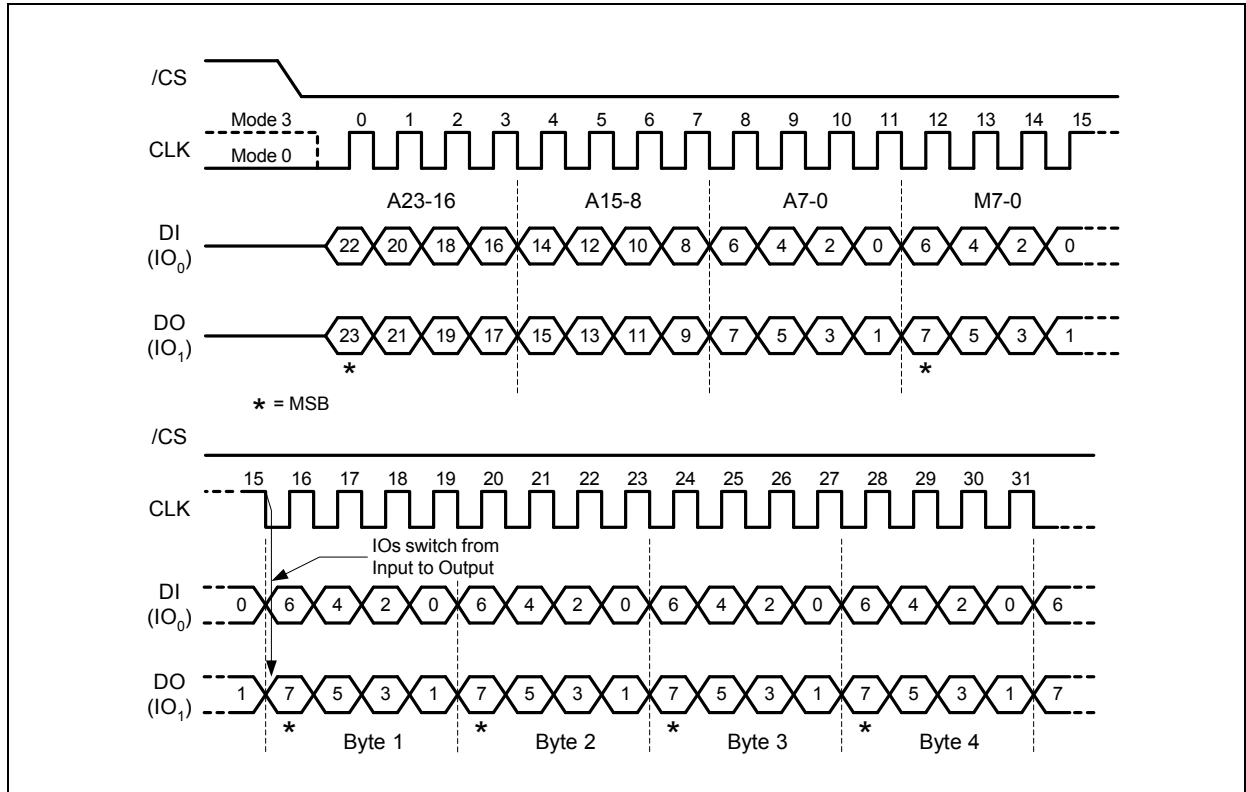 /CS
Mode 3 0 1 2 3 4 5 6 7 8 9 10 11 12 13 14 15
CLK
Mode 0
A23-16 A15-8 A7-0 M7-0
DI
(IO0)
22 20 18 16 14 12 10 8 6 4 2 0 6 4 2 0
DO
(IO1)
23 21 19 17 15 13 11 9 7 5 3 1 7 5 3 1
* *
* = MSB
/CS
15 16 17 18 19 20 21 22 23 24 25 26 27 28 29 30 31
CLK
IOs switch from
Input to Output
DI
(IO0)
0 6 4 2 0 6 4 2 0 6 4 2 0 6 4 2 0 6
DO
(IO1)
1 7 5 3 1 7 5 3 1 7 5 3 1 7 5 3 1 7
* * * *
Byte 1 Byte 2 Byte 3 Byte 4